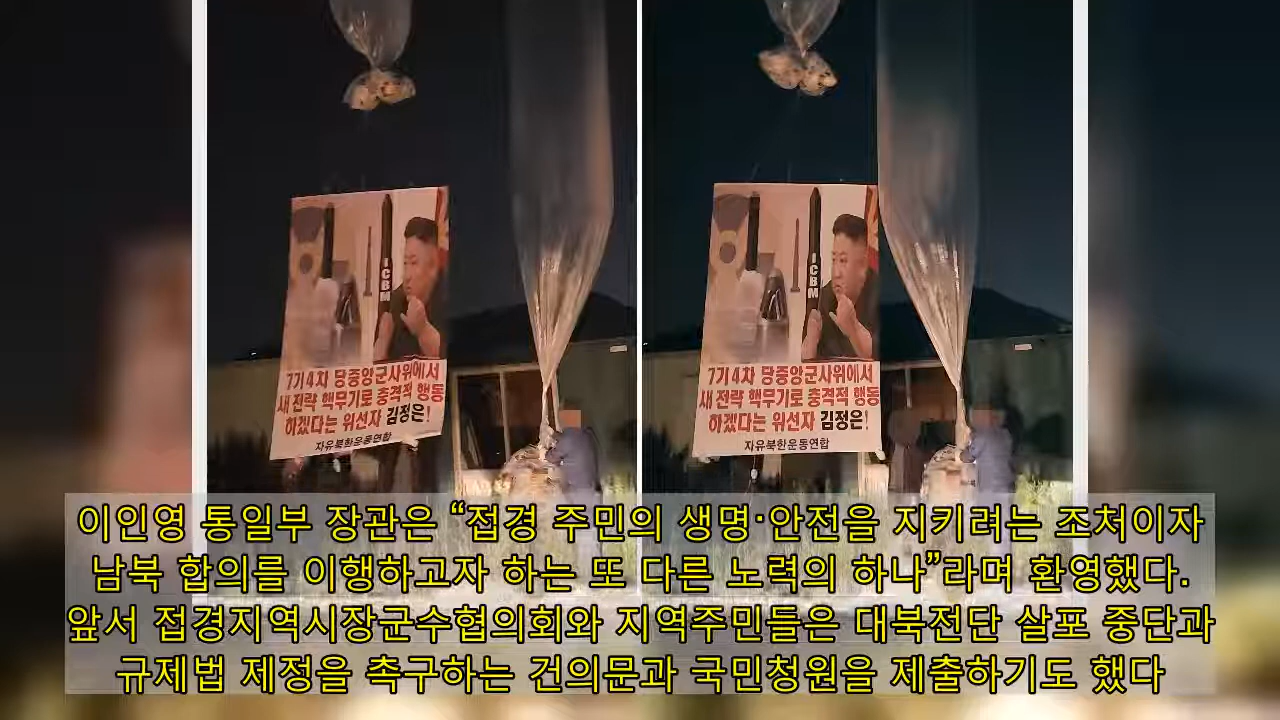 ICBM
7기4차 당중앙군사위에서
새 전략 핵무기로 충격적 행동
하겠다는 위선자 김정은!
자유북한운동연합
ICBM
7기4차 당중앙군사위에서
새 전략 핵무기로 충격적 행동
하겠다는 위선자 김정은!
자유북한운동연합
이인영 통일부 장관은 “접경 주민의 생명·안전을 지키려는 조처이자
남북 합의를 이행하고자 하는 또 다른 노력의 하나”라며 환영했다.
앞서 접경지역시장군수협의회와 지역주민들은 대북전단 살포 중단과
규제법 제정을 촉구하는 건의문과 국민청원을 제출하기도 했다